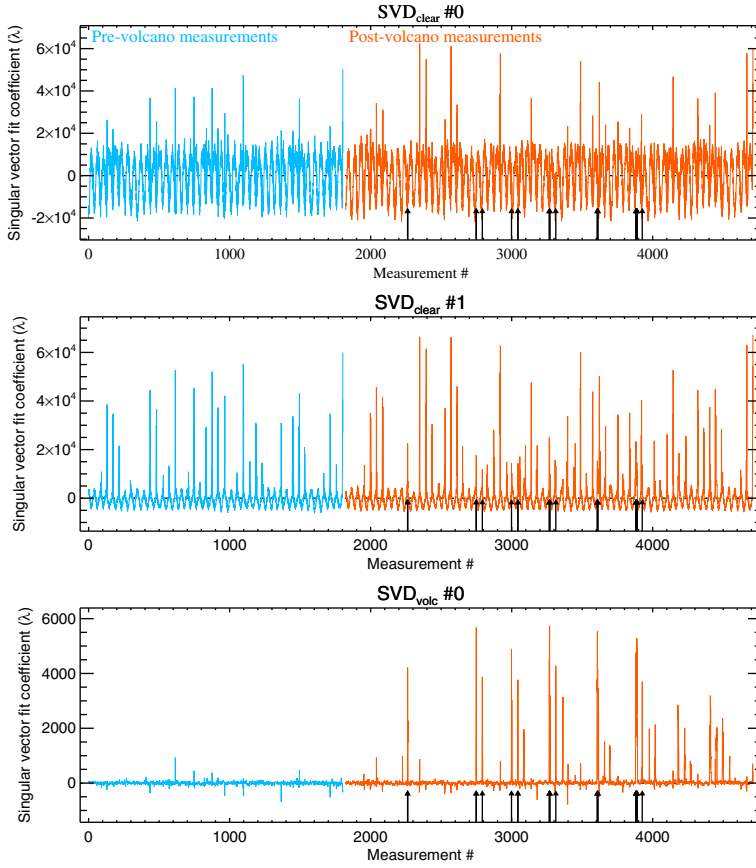 SVD_clear #0
Pre-volcano measurements Post-volcano measurements
Singular vector fit coefficient (λ)
6×10⁴
4×10⁴
2×10⁴
0
-2×10⁴
0 1000 2000 3000 4000
Measurement #
SVD_clear #1
Singular vector fit coefficient (λ)
6×10⁴
4×10⁴
2×10⁴
0
0 1000 2000 3000 4000
Measurement #
SVD_volc #0
Singular vector fit coefficient (λ)
6000
4000
2000
0
0 1000 2000 3000 4000
Measurement #